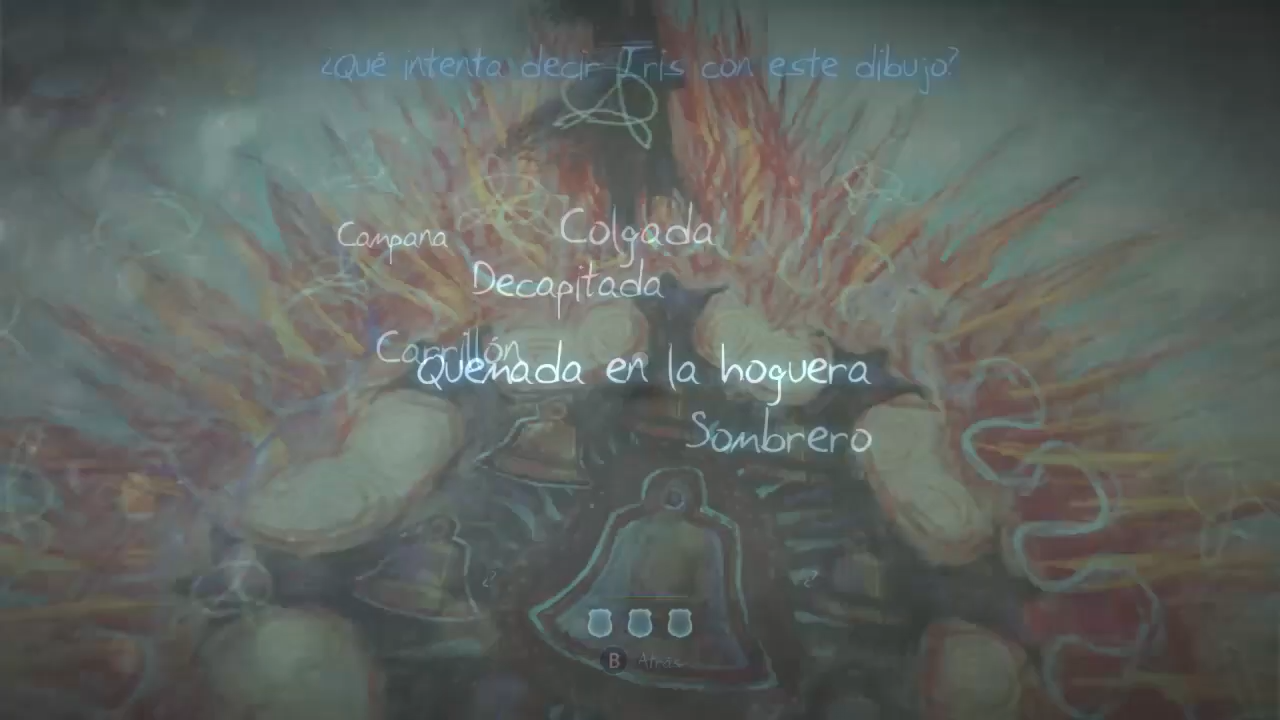 ¿Qué intenta decir Iris con este dibujo?
Campana
Colgada
Decapitada
Carrillón
Quemada en la hoguera
Sombrero
B Atrás